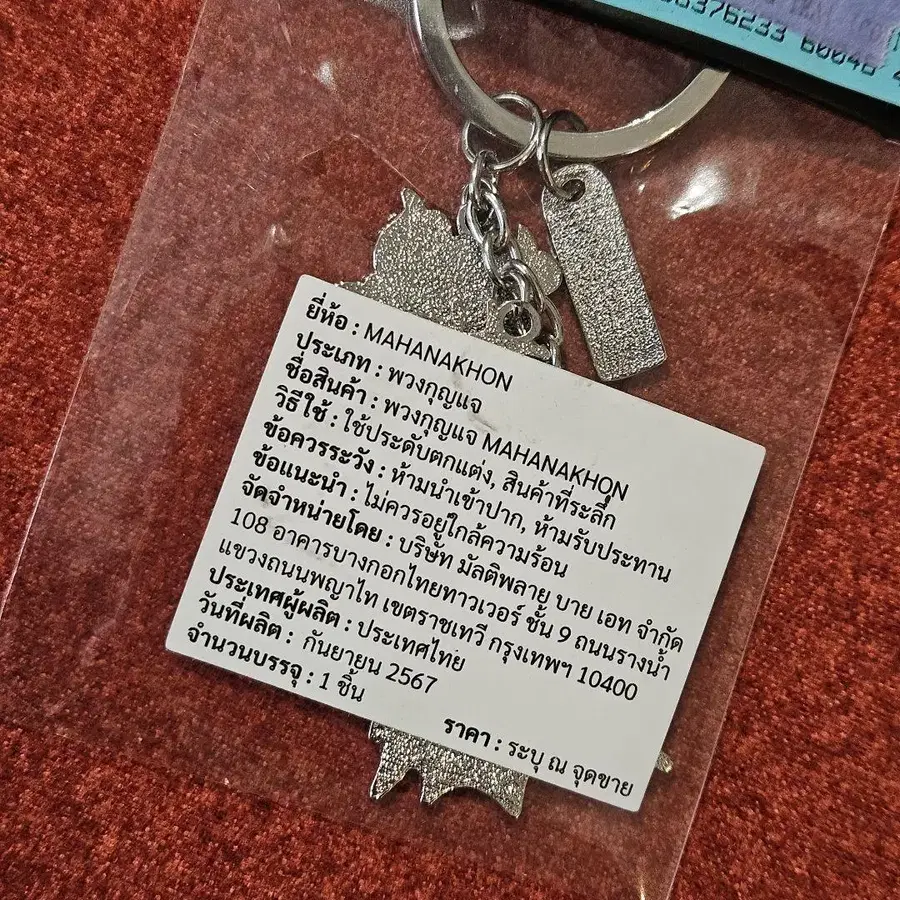 ยี่ห้อ : MAHANAKHON
ประเภท : พวงกุญแจ
ชื่อสินค้า : พวงกุญแจ MAHANAKHON
วิธีใช้ : ใช้ประดับตกแต่ง, สินค้าที่ระลึก
ข้อควรระวัง : ห้ามนำเข้าปาก, ห้ามรับประทาน
ข้อแนะนำ : ไม่ควรอยู่ใกล้ความร้อน
จัดจำหน่ายโดย : บริษัท มัลติพลาย บาย เอท จำกัด
108 อาคารบางกอกไทยทาวเวอร์ ชั้น 9 ถนนรางน้ำ
แขวงถนนพญาไท เขตราชเทวี กรุงเทพฯ 10400
ประเทศผู้ผลิต : ประเทศไทย
วันที่ผลิต : กันยายน 2567
จำนวนบรรจุ : 1 ชิ้น
ราคา : ระบุ ณ จุดขาย